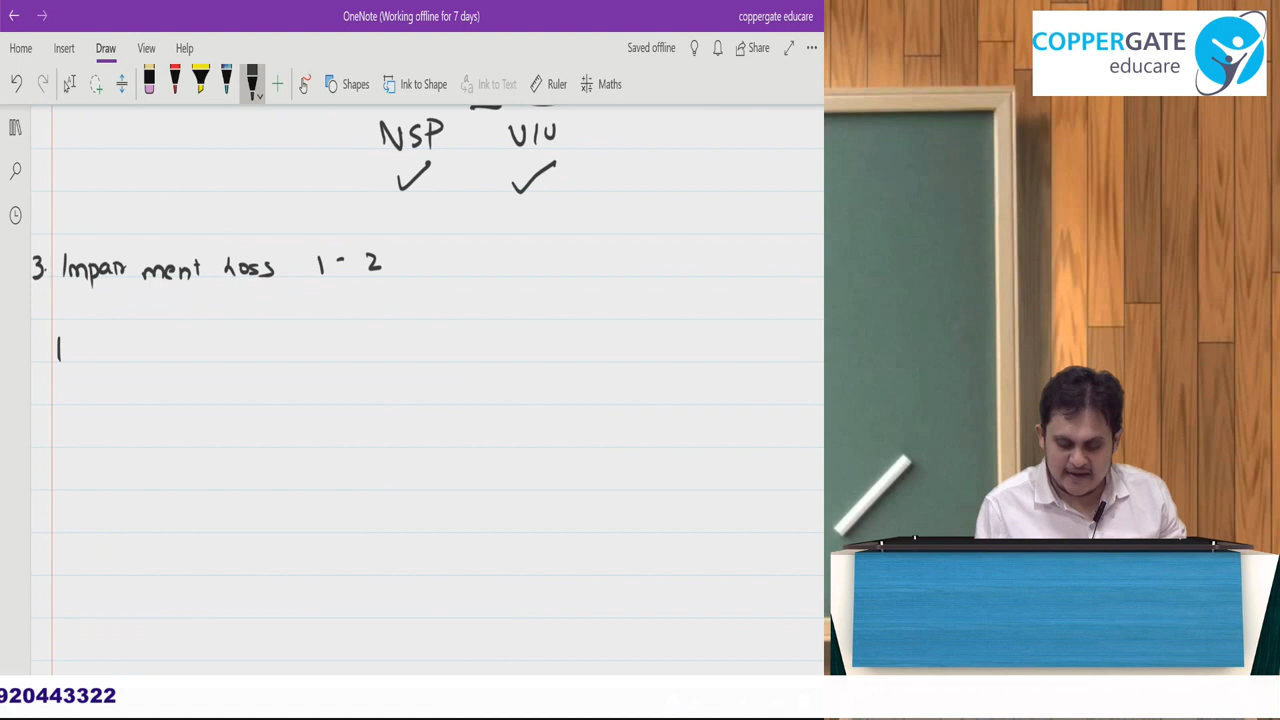 OneNote (Working offline for 7 days)
coppergate educare
Home Insert Draw View Help
Saved offline Share
Shapes Ink to Shape Ink to Text Ruler Maths
COPPERGATE
educare
NSP VIU
3. Impairment Loss 1 - 2
920443322